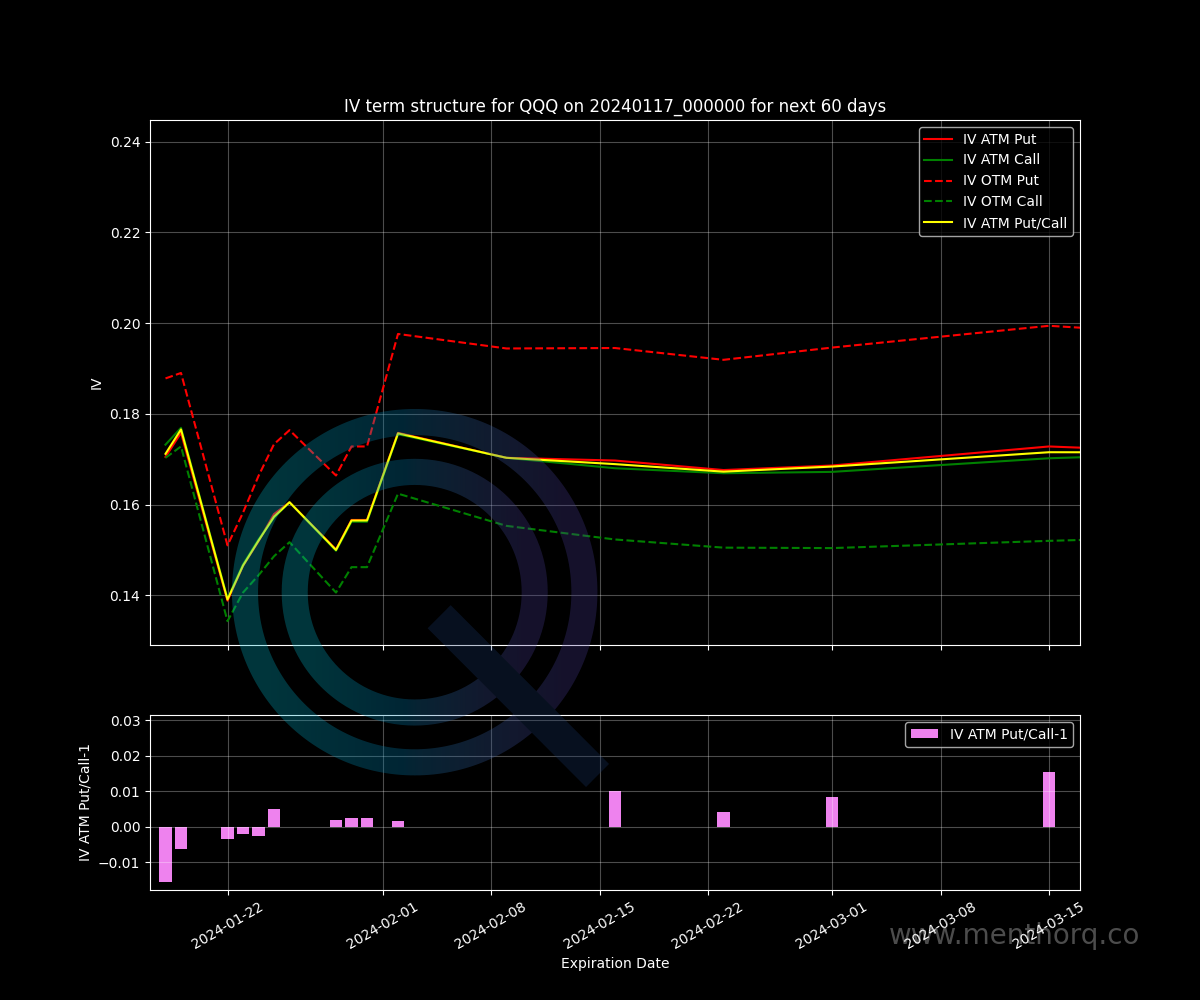 IV term structure for QQQ on 20240117_000000 for next 60 days
IV
0.24
0.22
0.20
0.18
0.16
0.14
IV ATM Put
IV ATM Call
IV OTM Put
IV OTM Call
IV ATM Put/Call
IV ATM Put/Call-1
0.03
0.02
0.01
0.00
−0.01
IV ATM Put/Call-1
2024-01-22
2024-02-01
2024-02-08
2024-02-15
2024-02-22
2024-03-01
2024-03-08
2024-03-15
www.menthorq.co
Expiration Date